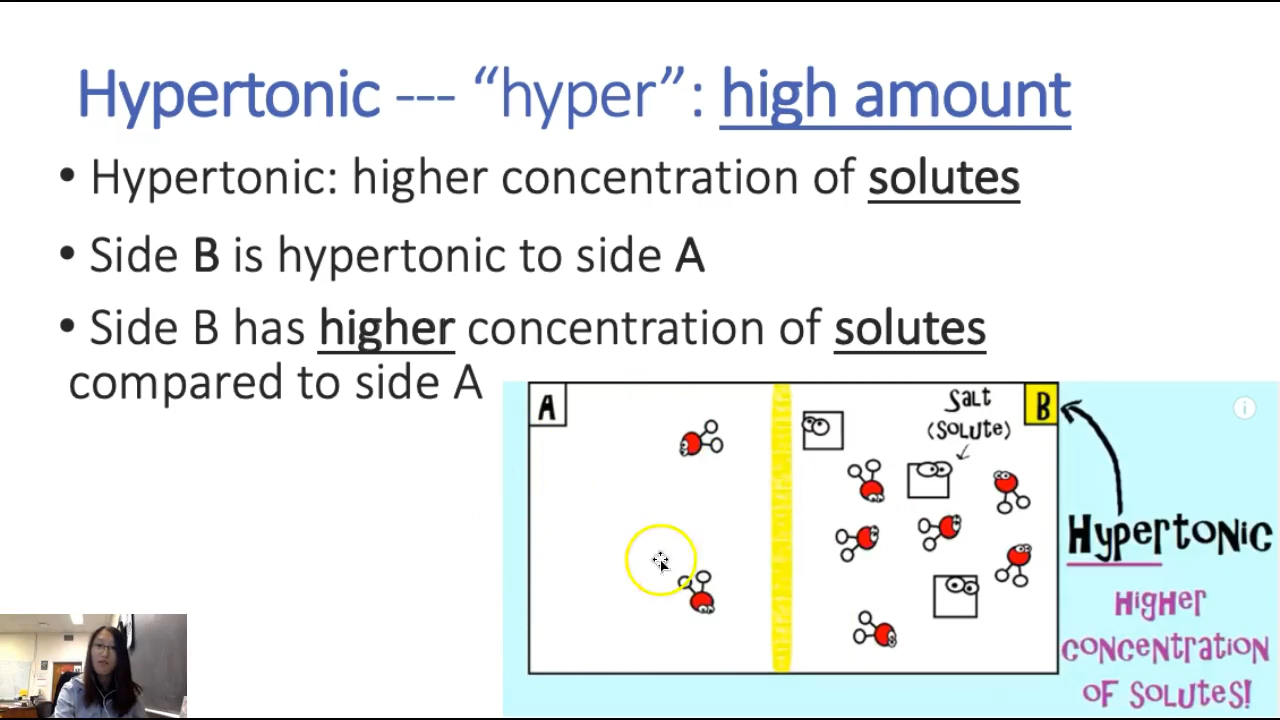 Hypertonic --- “hyper”: high amount
• Hypertonic: higher concentration of solutes
• Side B is hypertonic to side A
• Side B has higher concentration of solutes
compared to side A
A
SALT
(SOLUTE)
B
i
HypertoNic
HigHer
CONCeNtratioN
OF SOLUTES!